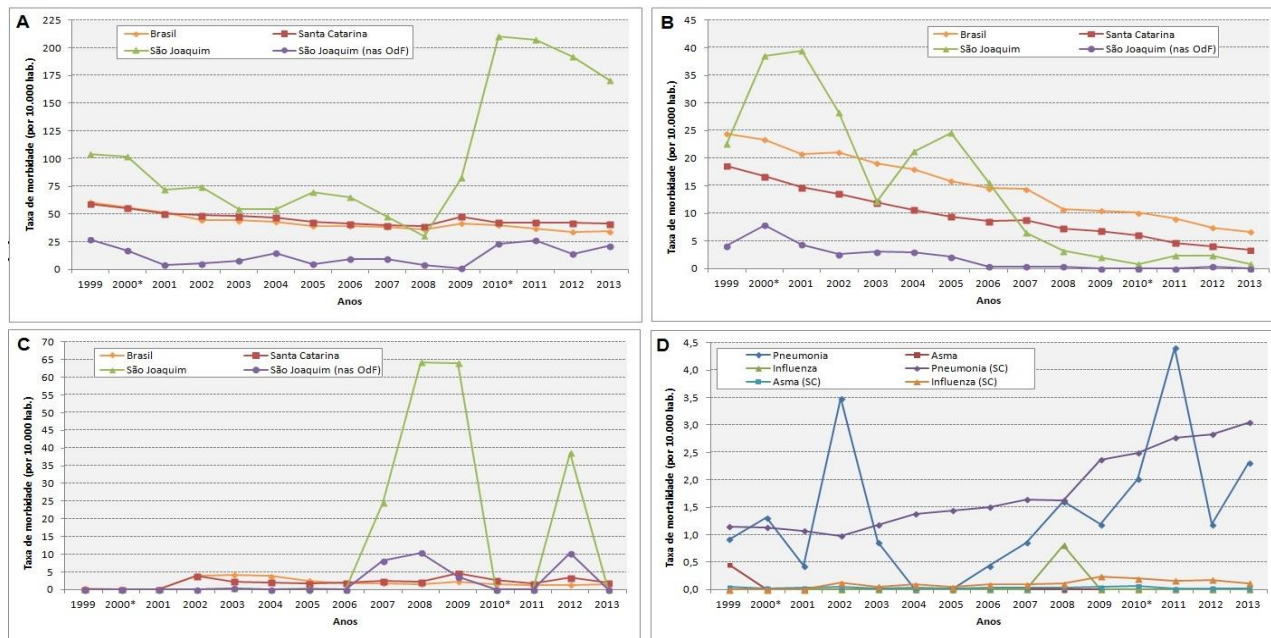 A
Taxa de morbidade (por 10.000 hab.)
225
200
175
150
125
100
75
50
25
0
Brasil
Santa Catarina
São Joaquim
São Joaquim (nas OdF)
1999 2000* 2001 2002 2003 2004 2005 2006 2007 2008 2009 2010* 2011 2012 2013
Anos
B
Taxa de morbidade (por 10.000 hab.)
45
40
35
30
25
20
15
10
5
0
Brasil
Santa Catarina
São Joaquim
São Joaquim (nas OdF)
1999 2000* 2001 2002 2003 2004 2005 2006 2007 2008 2009 2010* 2011 2012 2013
Anos
C
Taxa de morbidade (por 10.000 hab.)
70
65
60
55
50
45
40
35
30
25
20
15
10
5
0
Brasil
Santa Catarina
São Joaquim
São Joaquim (nas OdF)
1999 2000* 2001 2002 2003 2004 2005 2006 2007 2008 2009 2010* 2011 2012 2013
Anos
D
Taxa de mortalidade (por 10.000 hab.)
4,5
4,0
3,5
3,0
2,5
2,0
1,5
1,0
0,5
0,0
Pneumonia
Asma
Influenza
Pneumonia (SC)
Asma (SC)
Influenza (SC)
1999 2000* 2001 2002 2003 2004 2005 2006 2007 2008 2009 2010* 2011 2012 2013
Anos